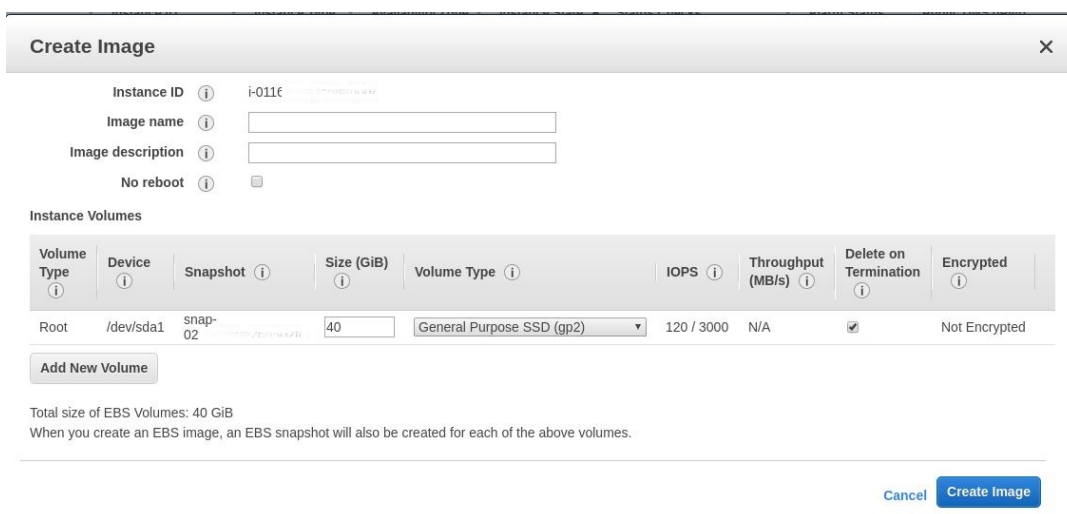 Create Image
Instance ID i-0116
Image name
Image description
No reboot
Instance Volumes
Volume Type Device Snapshot Size (GiB) Volume Type IOPS Throughput (MB/s) Delete on Termination Encrypted
Root /dev/sda1 snap-02 40 General Purpose SSD (gp2) 120 / 3000 N/A Not Encrypted
Add New Volume
Total size of EBS Volumes: 40 GiB
When you create an EBS image, an EBS snapshot will also be created for each of the above volumes.
Cancel Create Image